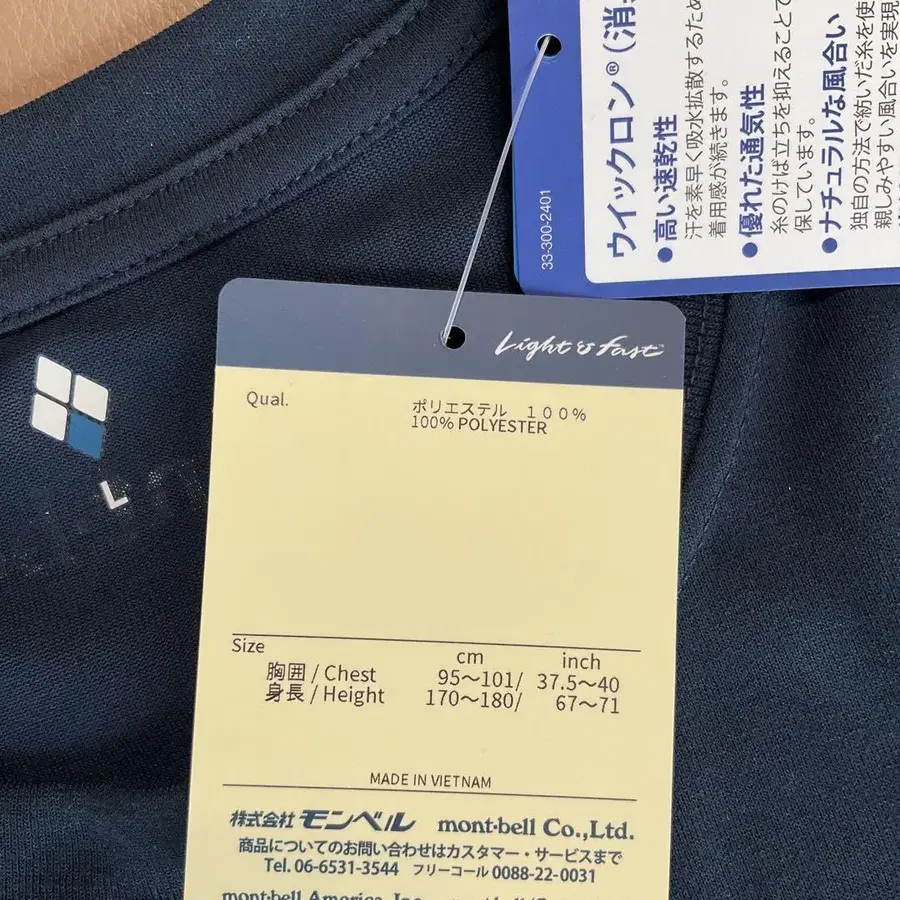 ウイックロン®(消
●高い速乾性
汗を素早く吸水拡散するため
着用感が続きます。
●優れた通気性
糸のけば立ちを抑えることで
保しています。
●ナチュラルな風合い
独自の方法で紡いだ糸を使
親しみやすい風合いを実現
33-300-2401
Light & Fast
Qual.
ポリエステル 100%
100% POLYESTER
Size
cm inch
胸囲 / Chest 95〜101/ 37.5〜40
身長 / Height 170〜180/ 67〜71
MADE IN VIETNAM
株式会社 モンベル mont-bell Co.,Ltd.
商品についてのお問い合わせはカスタマー・サービスまで
Tel. 06-6531-3544 フリーコール 0088-22-0031
mont-bell America, Inc.
L